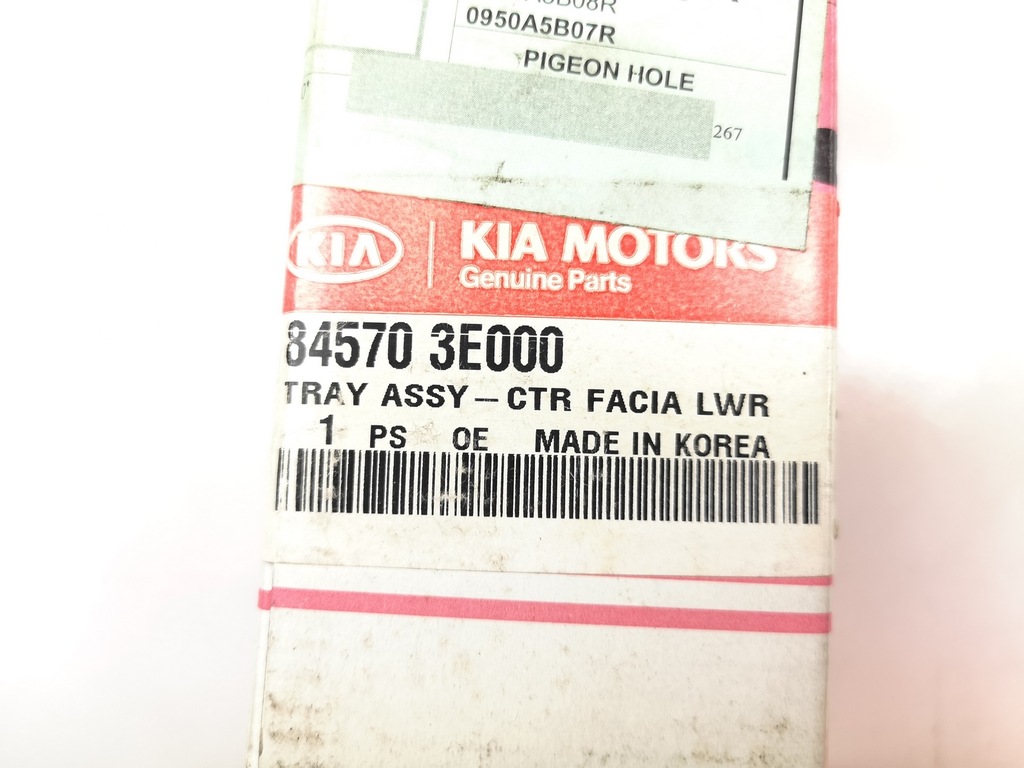 0950A5B07R
PIGEON HOLE
267
KIA
KIA MOTORS
Genuine Parts
84570 3E000
TRAY ASSY – CTR FACIA LWR
1 PS OE MADE IN KOREA